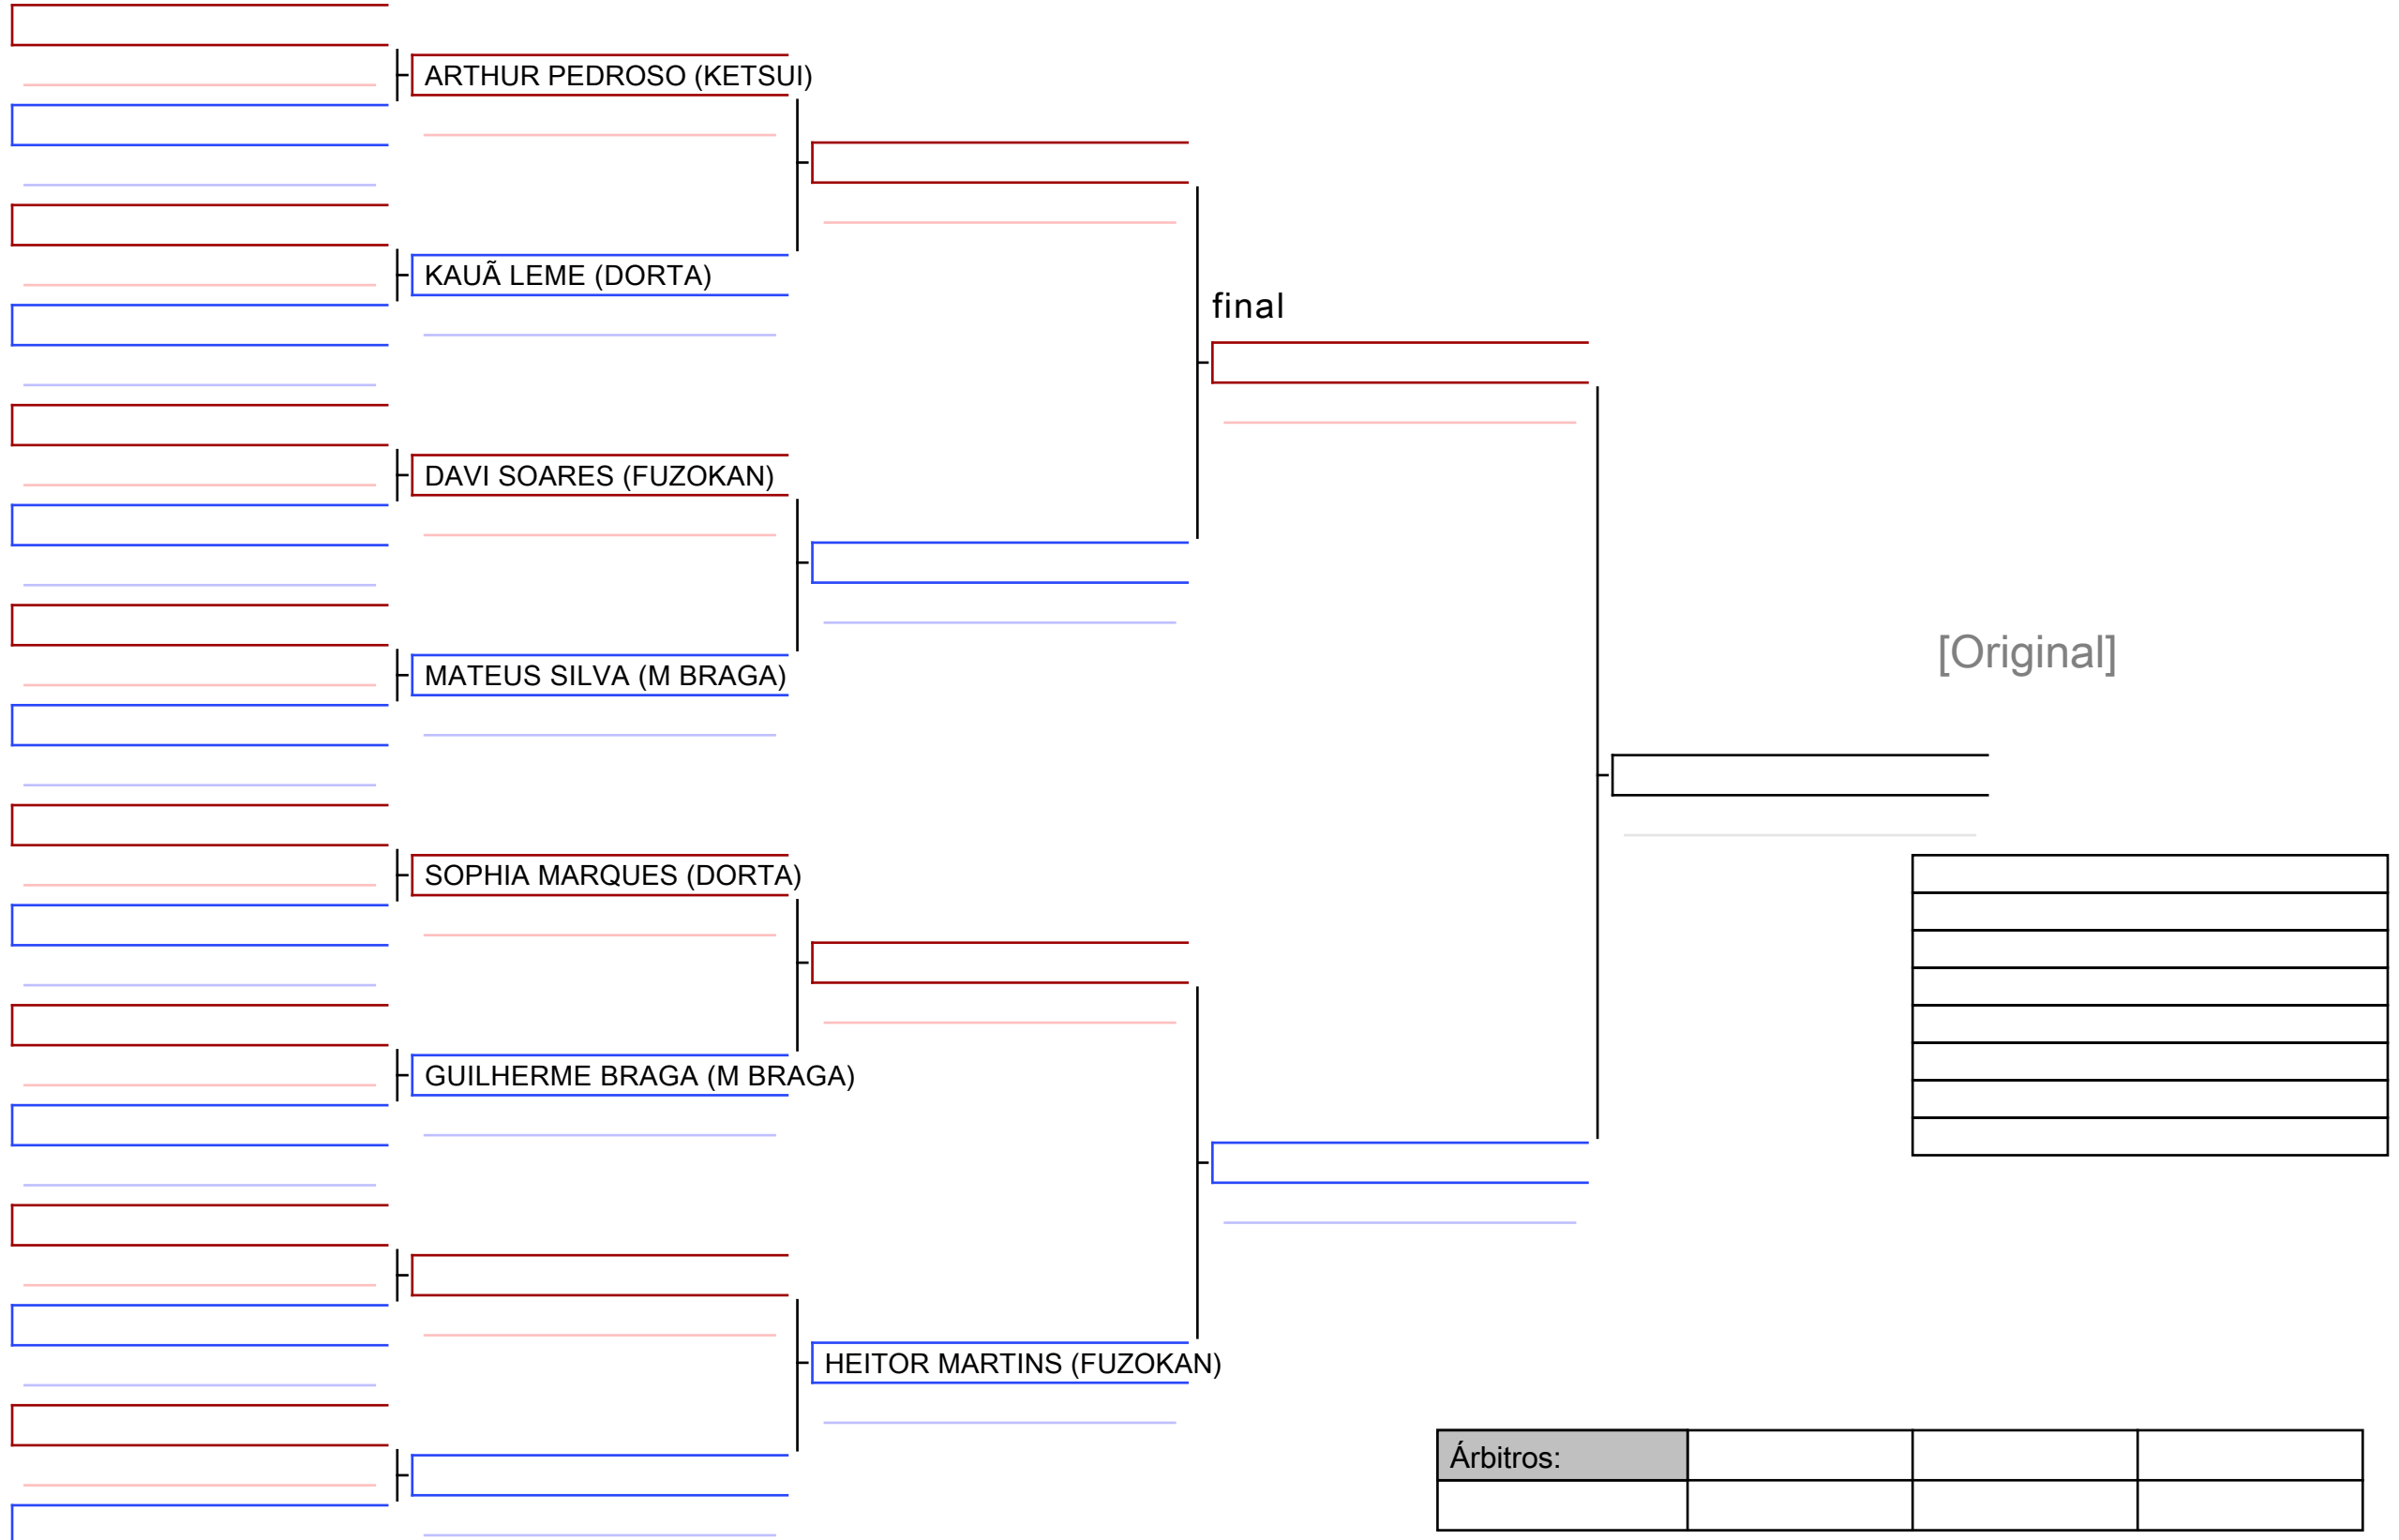 ARTHUR PEDROSO (KETSUI)
KAUÃ LEME (DORTA)
final
DAVI SOARES (FUZOKAN)
MATEUS SILVA (M BRAGA)
[Original]
SOPHIA MARQUES (DORTA)
GUILHERME BRAGA (M BRAGA)
HEITOR MARTINS (FUZOKAN)
Árbitros: